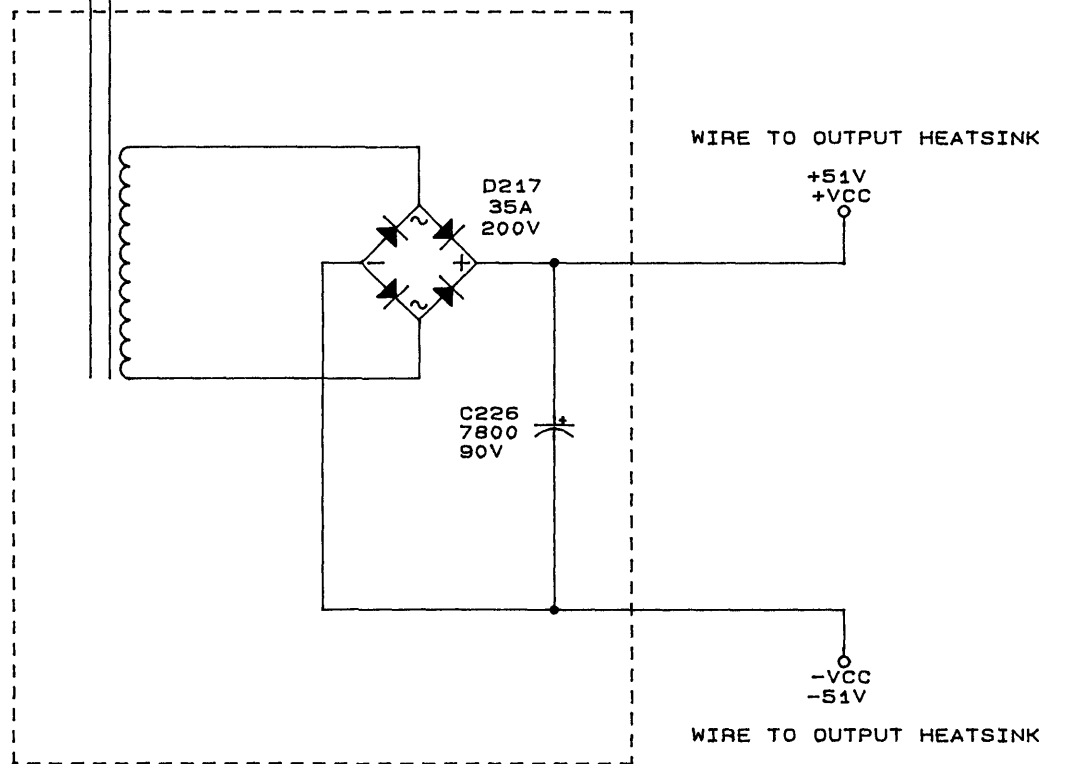 WIRE TO OUTPUT HEATSINK
+51V
+VCC
D217
35A
200V
~
- +
~
C226
7800
90V
+
-VCC
-51V
WIRE TO OUTPUT HEATSINK